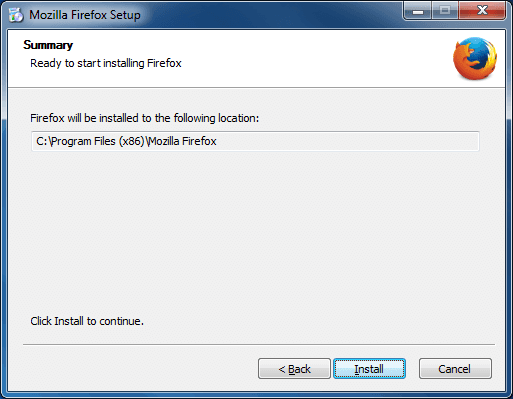 Mozilla Firefox Setup
Summary
Ready to start installing Firefox
Firefox will be installed to the following location:
C:\Program Files (x86)\Mozilla Firefox
Click Install to continue.
< Back Install Cancel